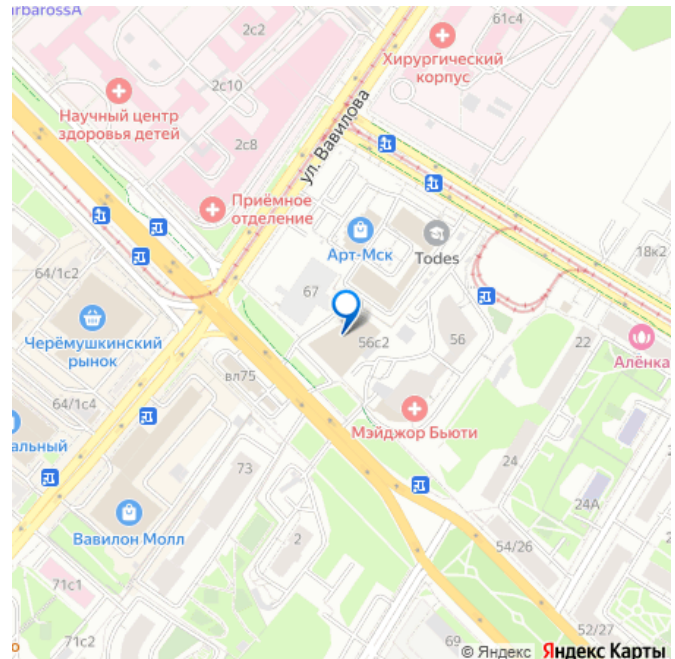 arbarossA
2с2
61с4
Хирургический
корпус
2с10
Научный центр
здоровья детей
2с8
ул. Вавилова
Приёмное
отделение
Арт-Мск
Todes
18к2
64/1с2
67
Черёмушкинский
рынок
56с2
56
22
Алёнка
вл75
64/1с4
Мэйджор Бьюти
альный
73
24
24А
Вавилон Молл
2
54/26
71с1
71с2
69
52/27
© Яндекс Яндекс Карты